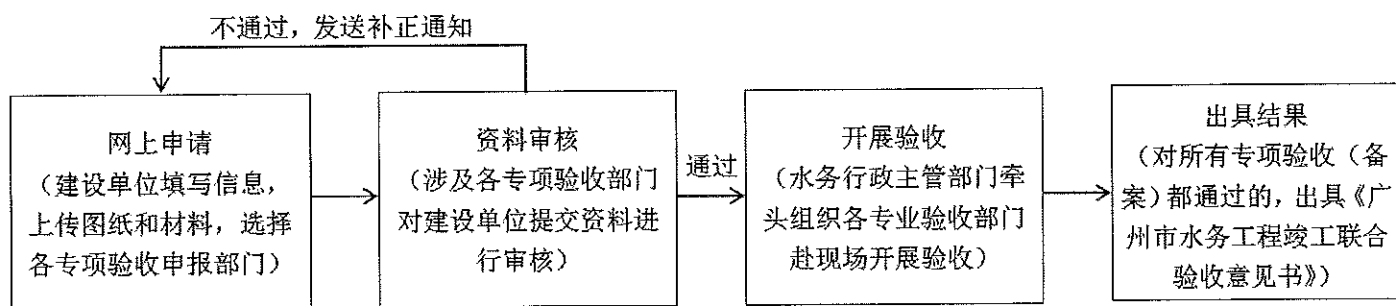 不通过，发送补正通知
网上申请
（建设单位填写信息，
上传图纸和材料，选择
各专项验收申报部门）
资料审核
（涉及各专项验收部门
对建设单位提交资料进
行审核）
通过
开展验收
（水务行政主管部门牵
头组织各专业验收部门
赴现场开展验收）
出具结果
（对所有专项验收（备
案）都通过的，出具《广
州市水务工程竣工联合
验收意见书》）